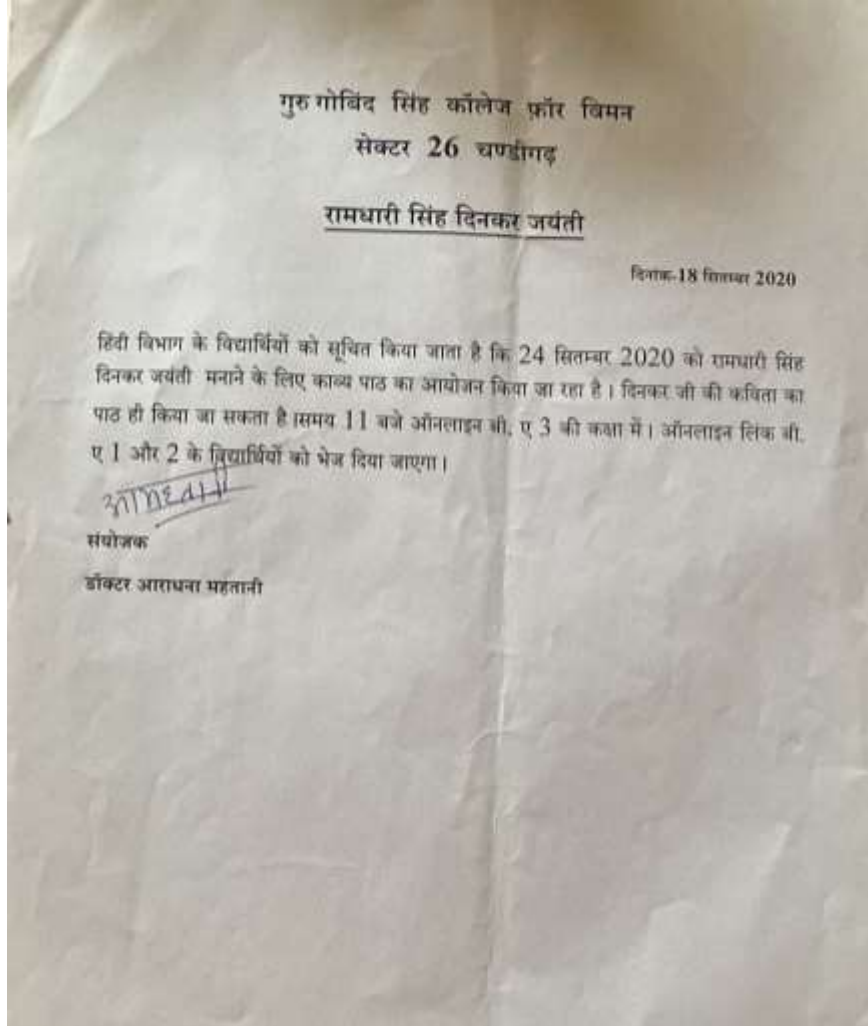 गुरु गोबिंद सिंह कॉलेज फ़ॉर विमन
सेक्टर 26 चण्डीगढ़
रामधारी सिंह दिनकर जयंती
दिनांक-18 सितम्बर 2020
हिंदी विभाग के विद्यार्थियों को सूचित किया जाता है कि 24 सितम्बर 2020 को रामधारी सिंह
दिनकर जयंती मनाने के लिए काव्य पाठ का आयोजन किया जा रहा है। दिनकर जी की कविता का
पाठ ही किया जा सकता है।समय 11 बजे ऑनलाइन बी. ए 3 की कक्षा में। ऑनलाइन लिंक बी.
ए 1 और 2 के विद्यार्थियों को भेज दिया जाएगा।
संयोजक
डॉक्टर आराधना महतानी